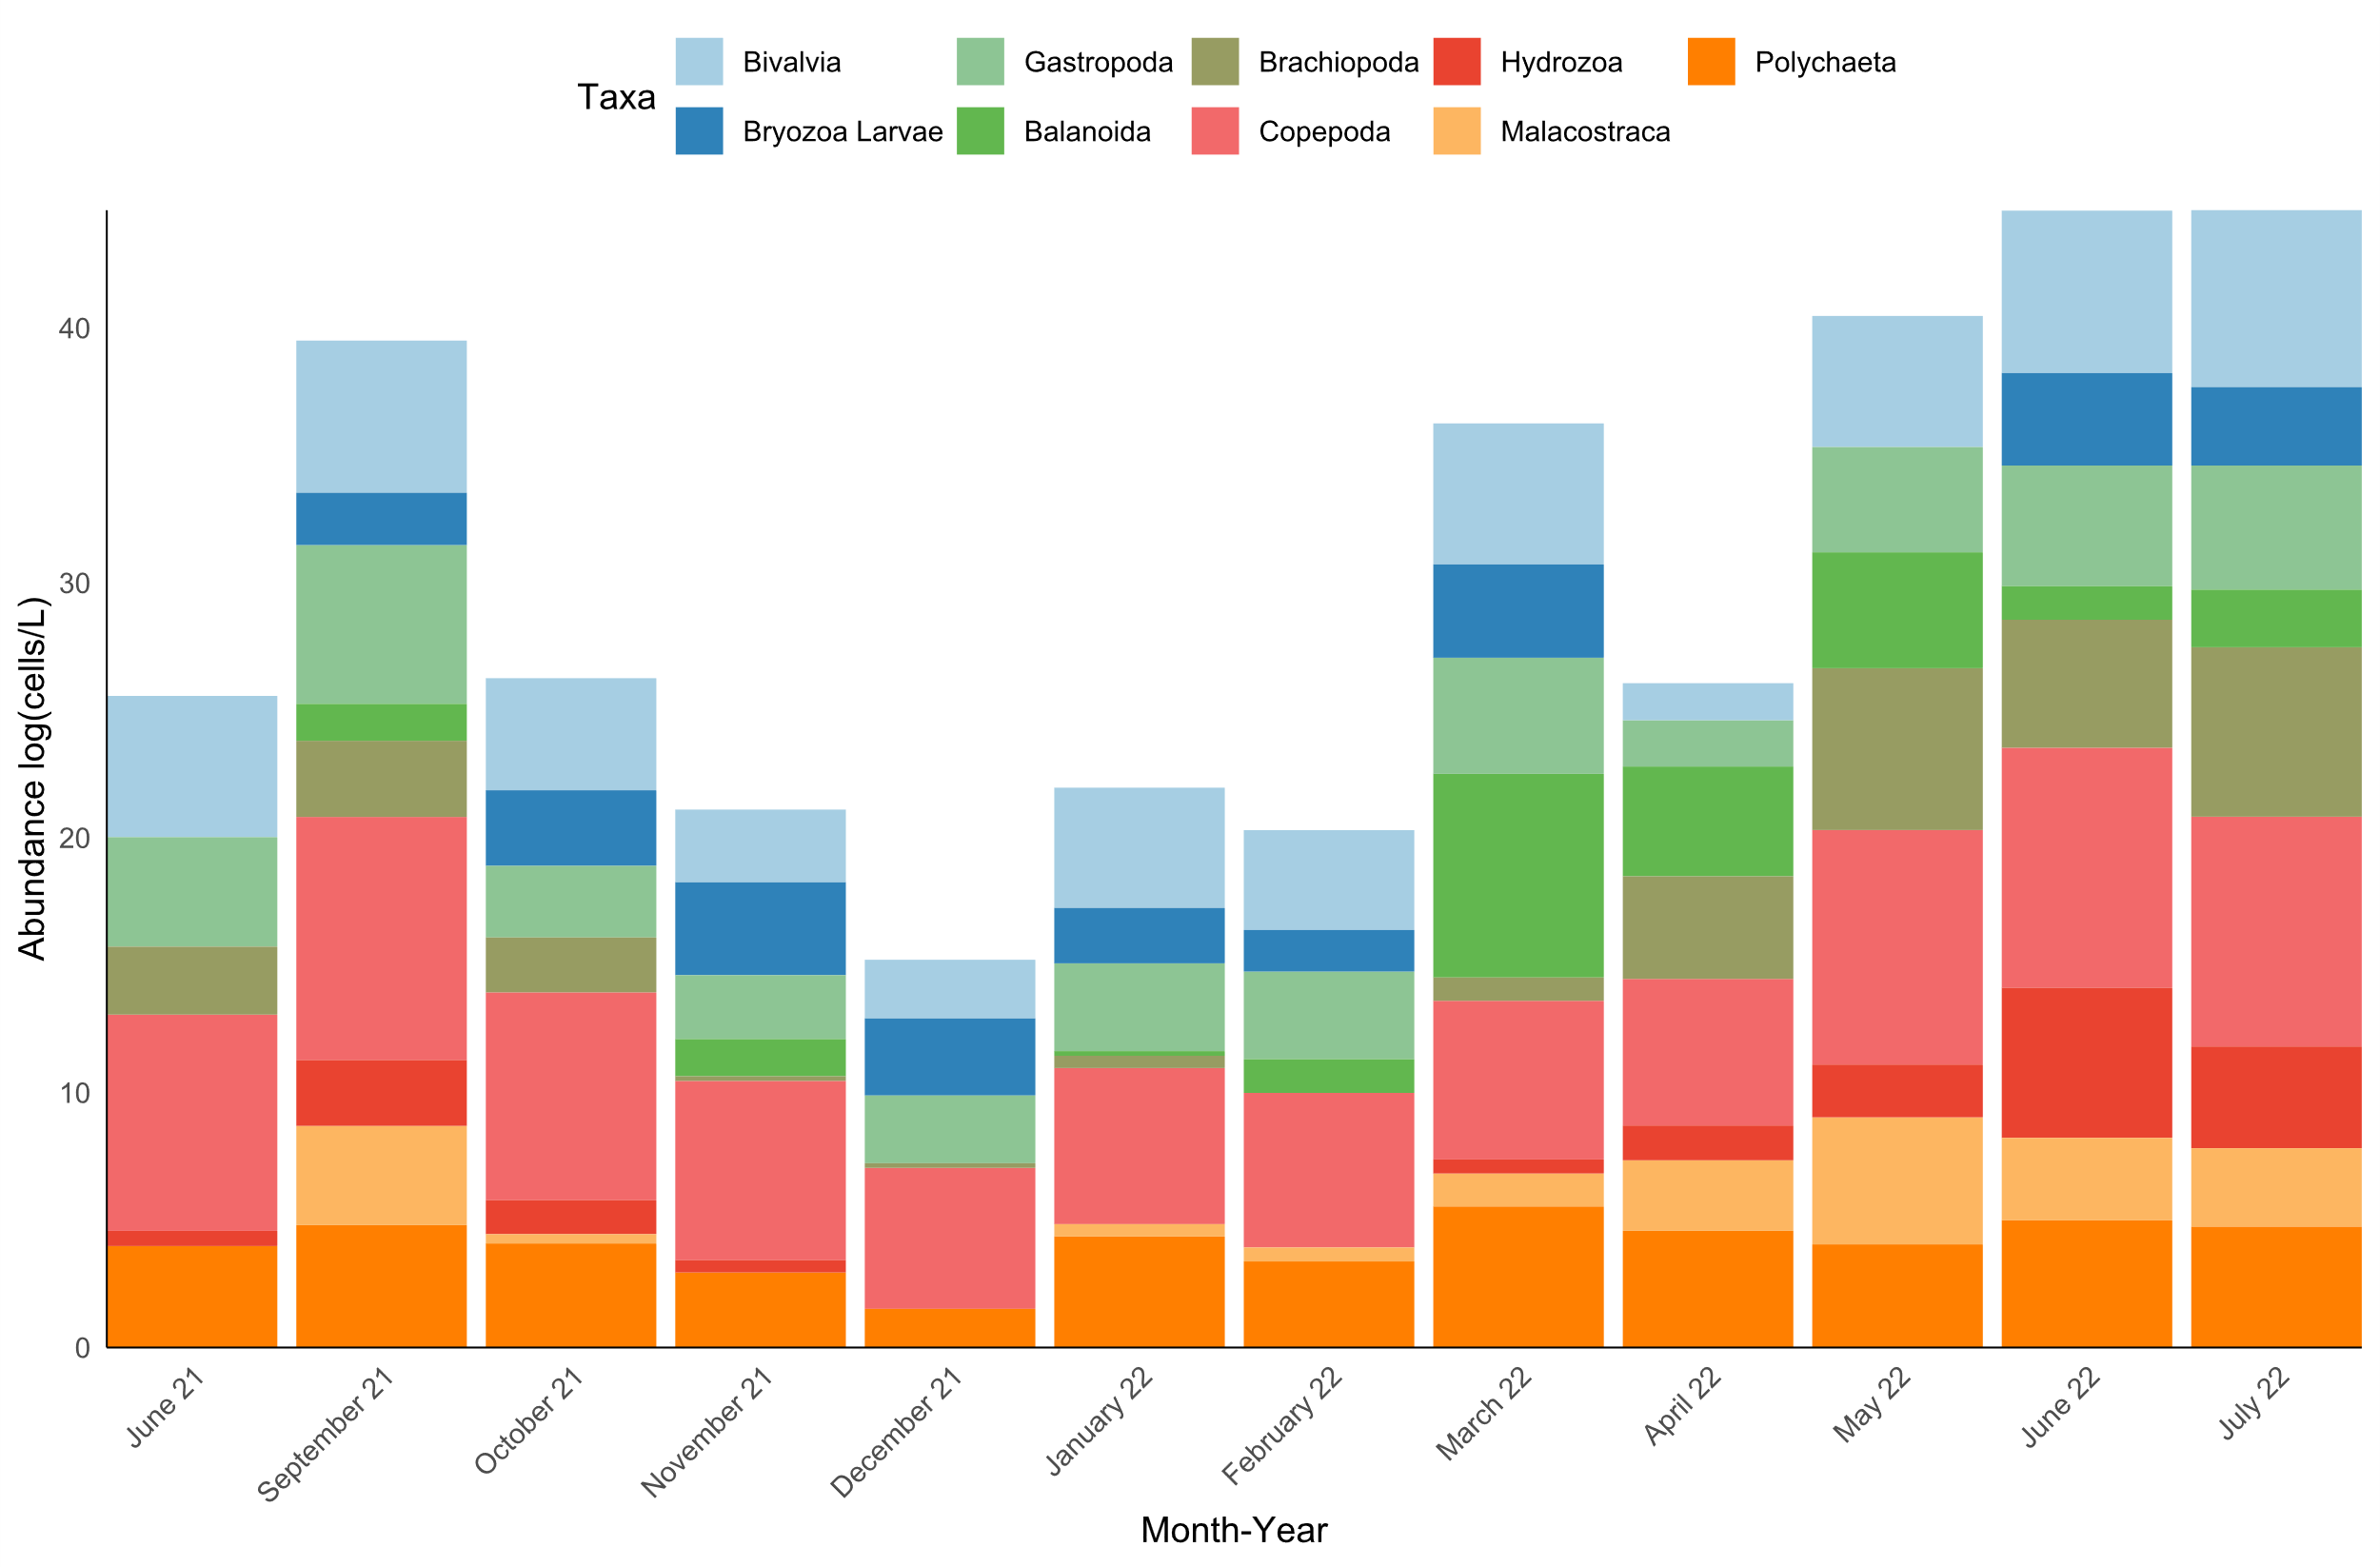 Taxa
Bivalvia Gastropoda Brachiopoda Hydrozoa Polychaeta
Bryozoa Larvae Balanoida Copepoda Malacostraca
Abundance log(cells/L)
40
30
20
10
0
June 21 September 21 October 21 November 21 December 21 January 22 February 22 March 22 April 22 May 22 June 22 July 22
Month-Year